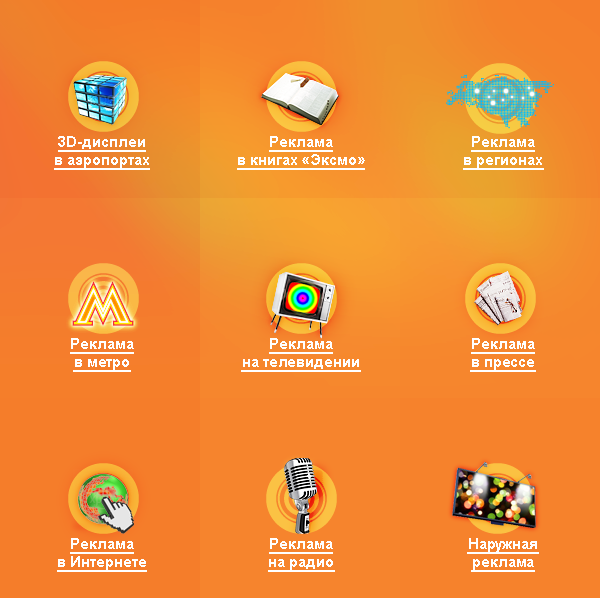 3D-дисплеи
в аэропортах
Реклама
в книгах «Эксмо»
Реклама
в регионах
Реклама
в метро
Реклама
на телевидении
Реклама
в прессе
Реклама
в Интернете
Реклама
на радио
Наружная
реклама